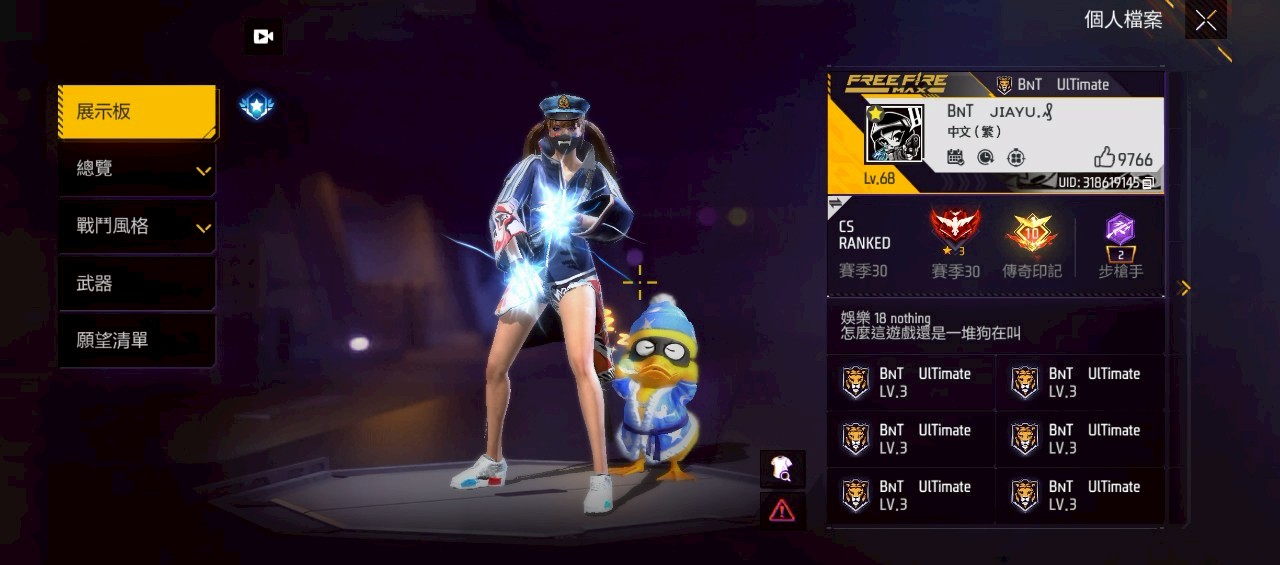 個人檔案
展示板
總覽
戰鬥風格
武器
願望清單
FREE FIRE
MAX
BNT ULTimate
BNT JIAYU.
中文(繁)
9766
Lv.68
UID: 318619145
CS
RANKED
賽季30
3
賽季30
10
傳奇印記
2
步槍手
娛樂 18 nothing
怎麼這遊戲還是一堆狗在叫
BNT ULTimate
LV.3
BNT ULTimate
LV.3
BNT ULTimate
LV.3
BNT ULTimate
LV.3
BNT ULTimate
LV.3
BNT ULTimate
LV.3